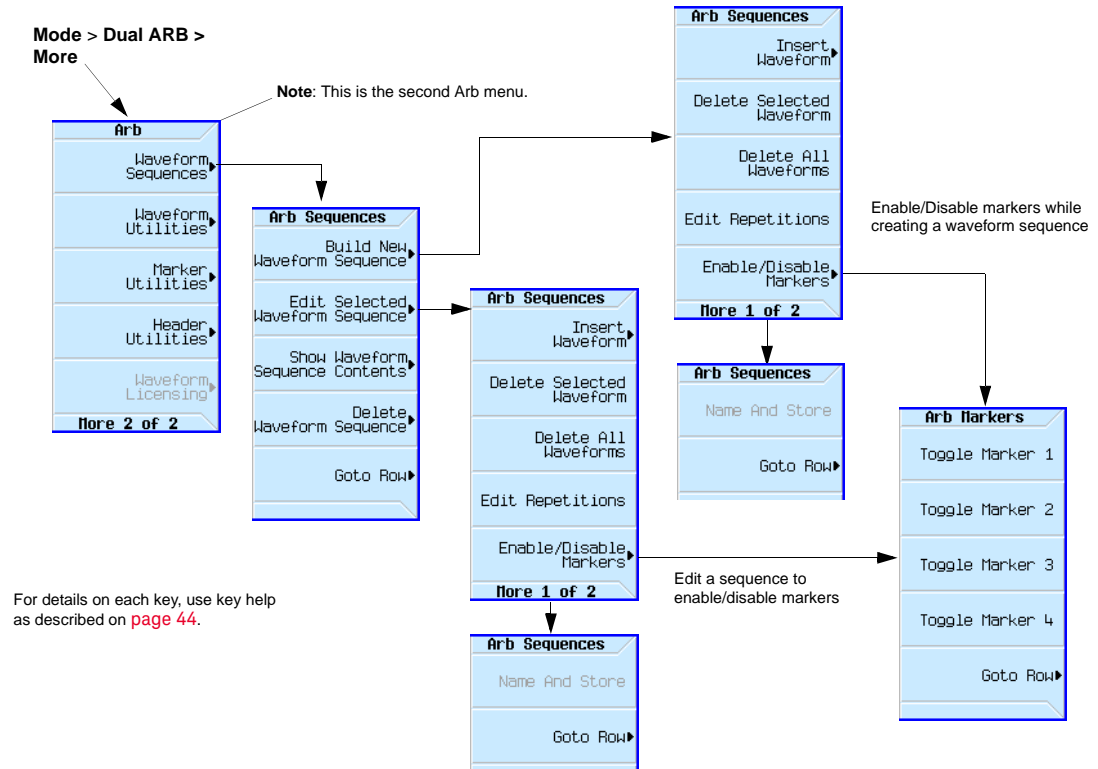 Mode > Dual ARB >
More
Note: This is the second Arb menu.
Arb
Waveform
Sequences
Waveform
Utilities
Marker
Utilities
Header
Utilities
Waveform
Licensing
More 2 of 2
Arb Sequences
Build New
Waveform Sequence
Edit Selected
Waveform Sequence
Show Waveform
Sequence Contents
Delete
Waveform Sequence
Goto Row
Arb Sequences
Insert
Waveform
Delete Selected
Waveform
Delete All
Waveforms
Edit Repetitions
Enable/Disable
Markers
More 1 of 2
Arb Sequences
Name And Store
Goto Row
Arb Sequences
Insert
Waveform
Delete Selected
Waveform
Delete All
Waveforms
Edit Repetitions
Enable/Disable
Markers
More 1 of 2
Arb Sequences
Name And Store
Goto Row
Enable/Disable markers while
creating a waveform sequence
Edit a sequence to
enable/disable markers
Arb Markers
Toggle Marker 1
Toggle Marker 2
Toggle Marker 3
Toggle Marker 4
Goto Row
For details on each key, use key help
as described on page 44.